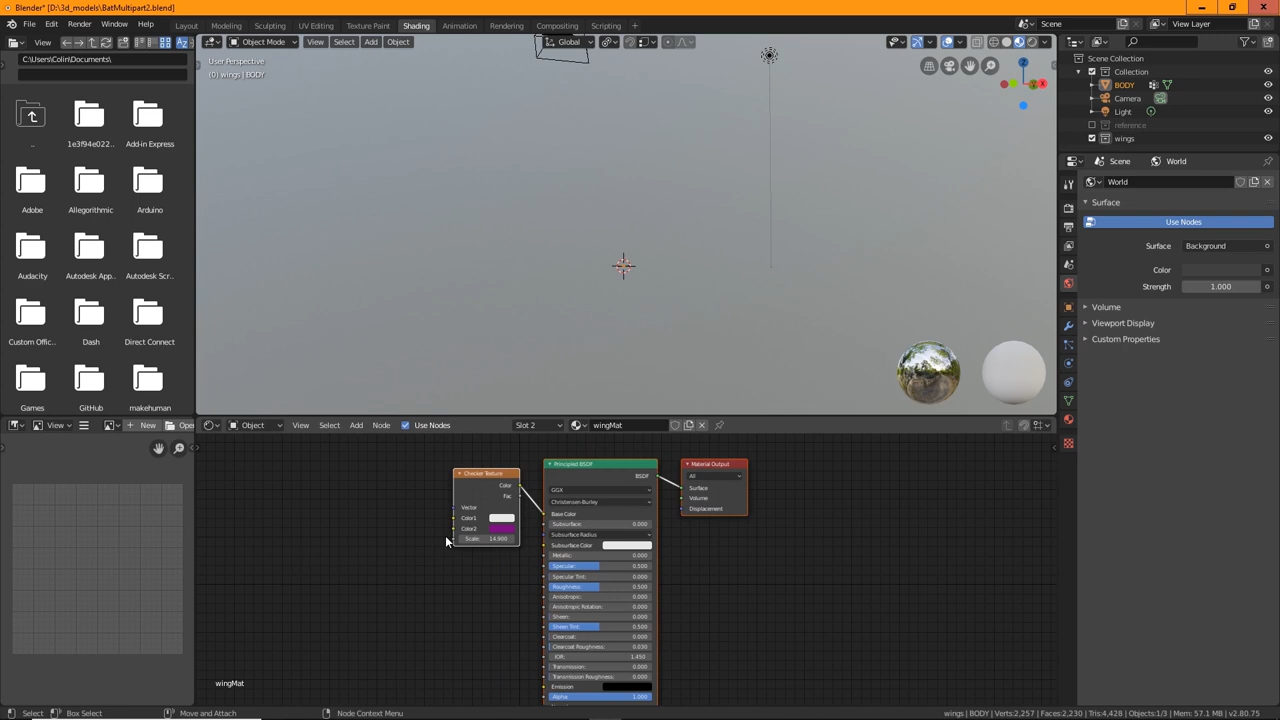 Blender* [D:\3d_models\BatMultipart2.blend]
File Edit Render Window Help Layout Modeling Sculpting UV Editing Texture Paint Shading Animation Rendering Compositing Scripting Scene View Layer
View Object Mode View Select Add Object Global
C:\Users\Colin\Documents\
User Perspective
(0) wings | BODY
.. 1e3f94e022.. Add-in Express
Adobe Allegorithmic Arduino
Audacity Autodesk App.. Autodesk Scr..
Custom Offic.. Dash Direct Connect
Games GitHub makehuman
Z
X
Scene Collection
Collection
BODY
Camera
Light
reference
wings
Scene World
World
Surface
Use Nodes
Surface Background
Color
Strength 1.000
Volume
Viewport Display
Custom Properties
View New Open
Object View Select Add Node Use Nodes Slot 2 wingMat
Checker Texture
Color
Fac
Vector
Color1
Color2
Scale: 14.900
Principled BSDF
BSDF
GGX
Christensen-Burley
Base Color
Subsurface: 0.000
Subsurface Radius
Subsurface Color
Metallic: 0.000
Specular: 0.500
Specular Tint: 0.000
Roughness: 0.500
Anisotropic: 0.000
Anisotropic Rotation: 0.000
Sheen: 0.000
Sheen Tint: 0.500
Clearcoat: 0.000
Clearcoat Roughness: 0.030
IOR: 1.450
Transmission: 0.000
Transmission Roughness: 0.000
Emission
Alpha: 1.000
Material Output
All
Surface
Volume
Displacement
wingMat
Select Box Select Move and Attach Node Context Menu wings | BODY | Verts:2,257 | Faces:2,230 | Tris:4,428 | Objects:1/3 | Mem: 57.1 MB | v2.80.75